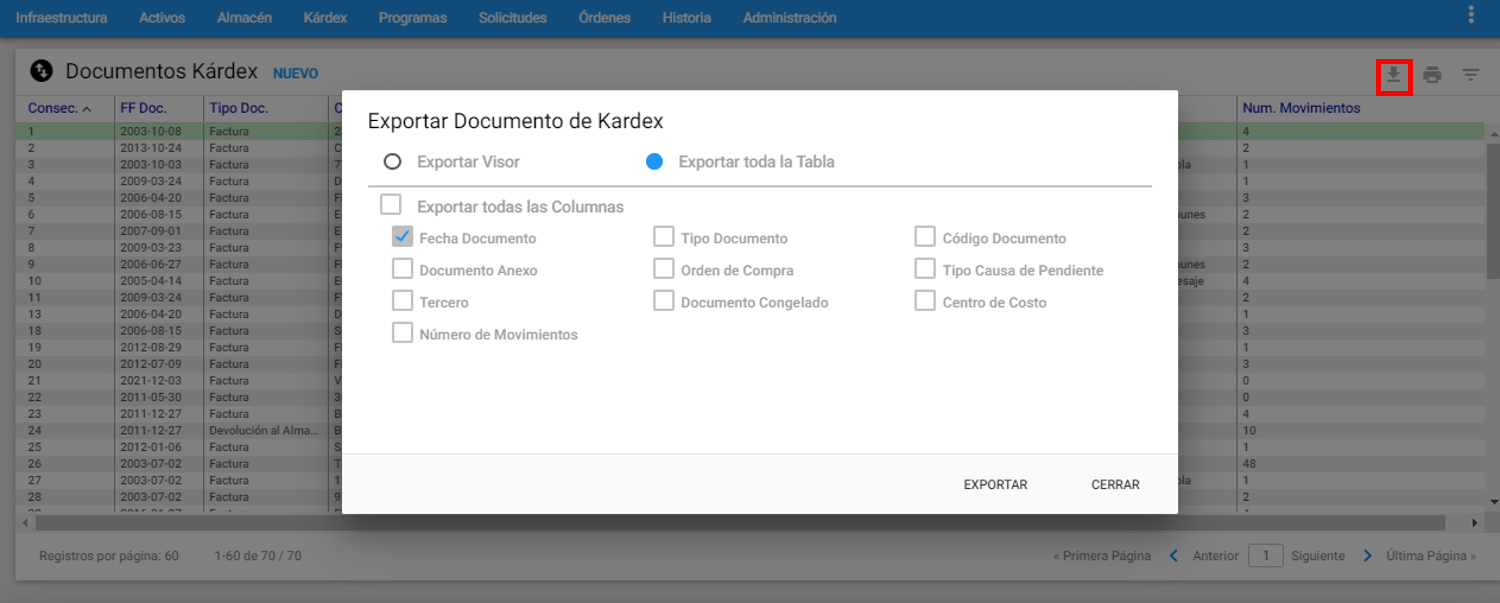 Infraestructura Activos Almacén Kárdex Programas Solicitudes Órdenes Historia Administración
Documentos Kárdex NUEVO
Consec. FF Doc. Tipo Doc. Num. Movimientos
Exportar Documento de Kardex
Exportar Visor Exportar toda la Tabla
Exportar todas las Columnas
Fecha Documento Tipo Documento Código Documento
Documento Anexo Orden de Compra Tipo Causa de Pendiente
Tercero Documento Congelado Centro de Costo
Número de Movimientos
EXPORTAR CERRAR
1 2003-10-08 Factura 4
2 2013-10-24 Factura 2
3 2003-10-03 Factura 1
4 2009-03-24 Factura 1
5 2006-04-20 Factura 3
6 2006-08-15 Factura 2
7 2007-09-01 Factura 2
8 2009-03-23 Factura 3
9 2006-06-27 Factura 2
10 2005-04-14 Factura 4
11 2009-03-24 Factura 2
13 2006-04-20 Factura 1
18 2006-08-15 Factura 3
19 2012-08-29 Factura 1
20 2012-07-09 Factura 3
21 2021-12-03 Factura 0
22 2011-05-30 Factura 0
23 2011-12-27 Factura 4
24 2011-12-27 Devolución al Alma... 10
25 2012-01-06 Factura 1
26 2003-07-02 Factura 48
27 2003-07-02 Factura 1
28 2003-07-02 Factura 2
Registros por página: 60 1-60 de 70 / 70 « Primera Página Anterior 1 Siguiente Última Página »